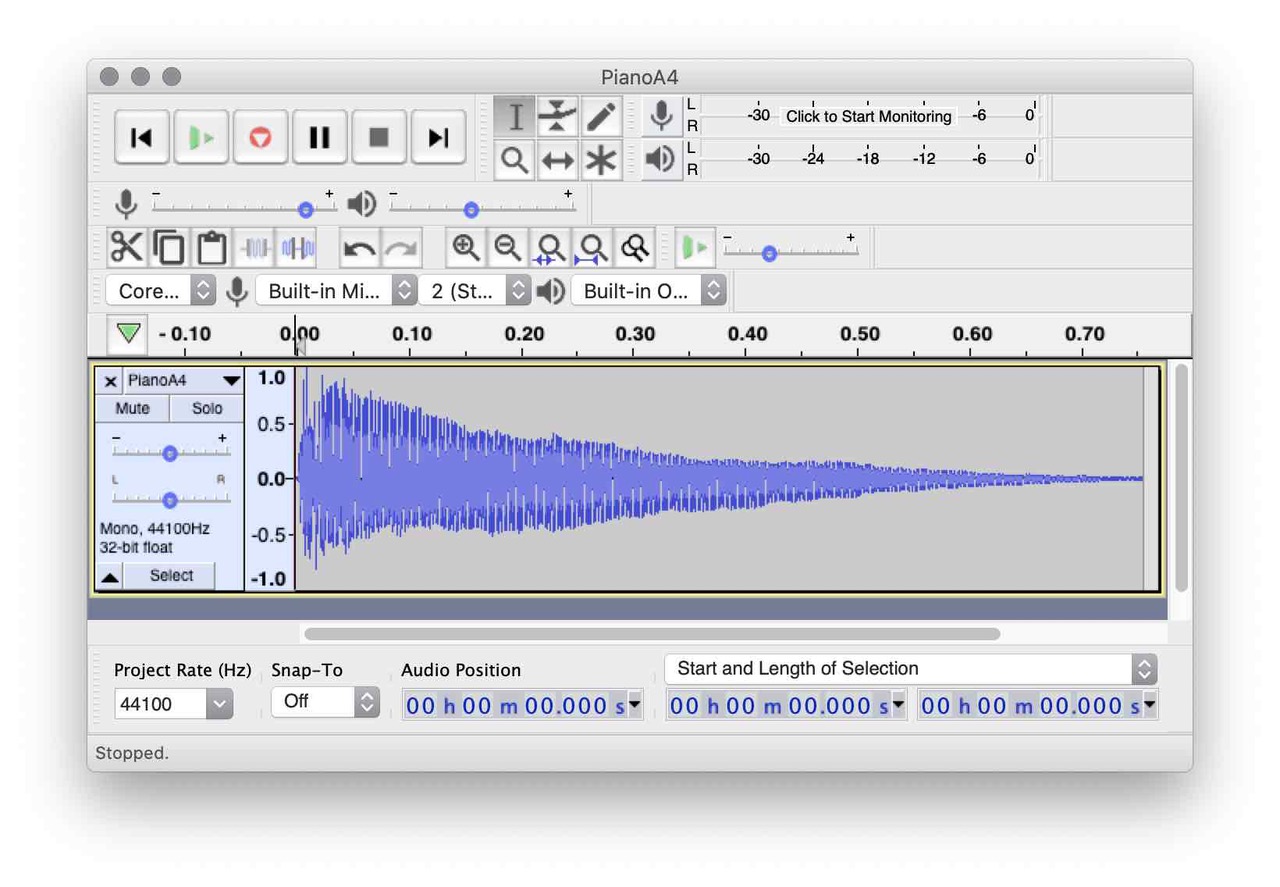 PianoA4
L
R
-30 Click to Start Monitoring -6 0
L
R
-30 -24 -18 -12 -6 0
- + - +
- +
Core... Built-in Mi... 2 (St... Built-in O...
- 0.10 0.00 0.10 0.20 0.30 0.40 0.50 0.60 0.70
x PianoA4
Mute Solo
- +
L R
Mono, 44100Hz
32-bit float
Select
1.0
0.5-
0.0-
-0.5-
-1.0
Project Rate (Hz) Snap-To Audio Position Start and Length of Selection
44100 Off 00 h 00 m 00.000 s 00 h 00 m 00.000 s 00 h 00 m 00.000 s
Stopped.